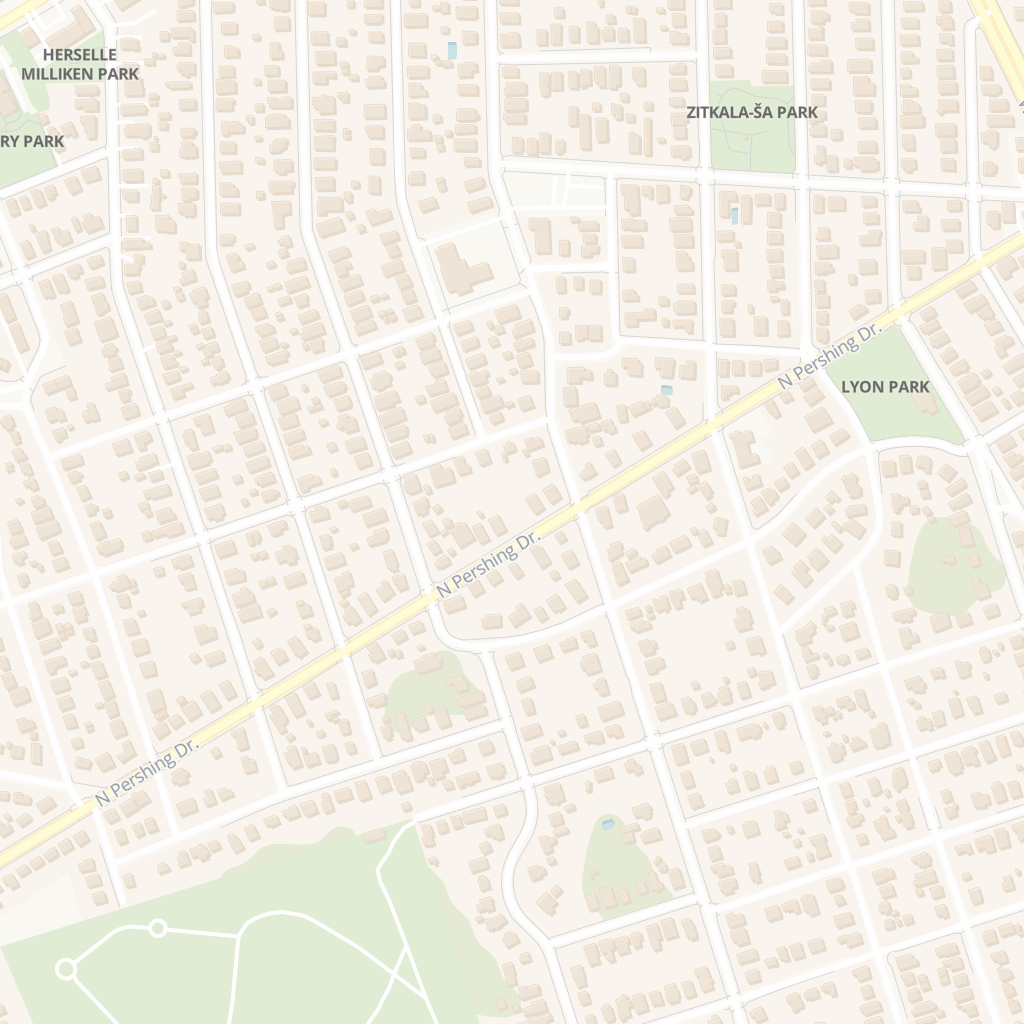 HERSELLE
MILLIKEN PARK
ZITKALA-ŠA PARK
RY PARK
N Pershing Dr.
LYON PARK
N Pershing Dr.
N Pershing Dr.